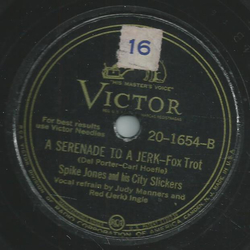 16
"HIS MASTER'S VOICE"
VICTOR
For best results
use Victor Needles
20-1654-B
A SERENADE TO A JERK—Fox Trot
(Del Porter-Carl Hoefle)
Spike Jones and his City Slickers
Vocal refrain by Judy Manners and
Red (Jerk) Ingle